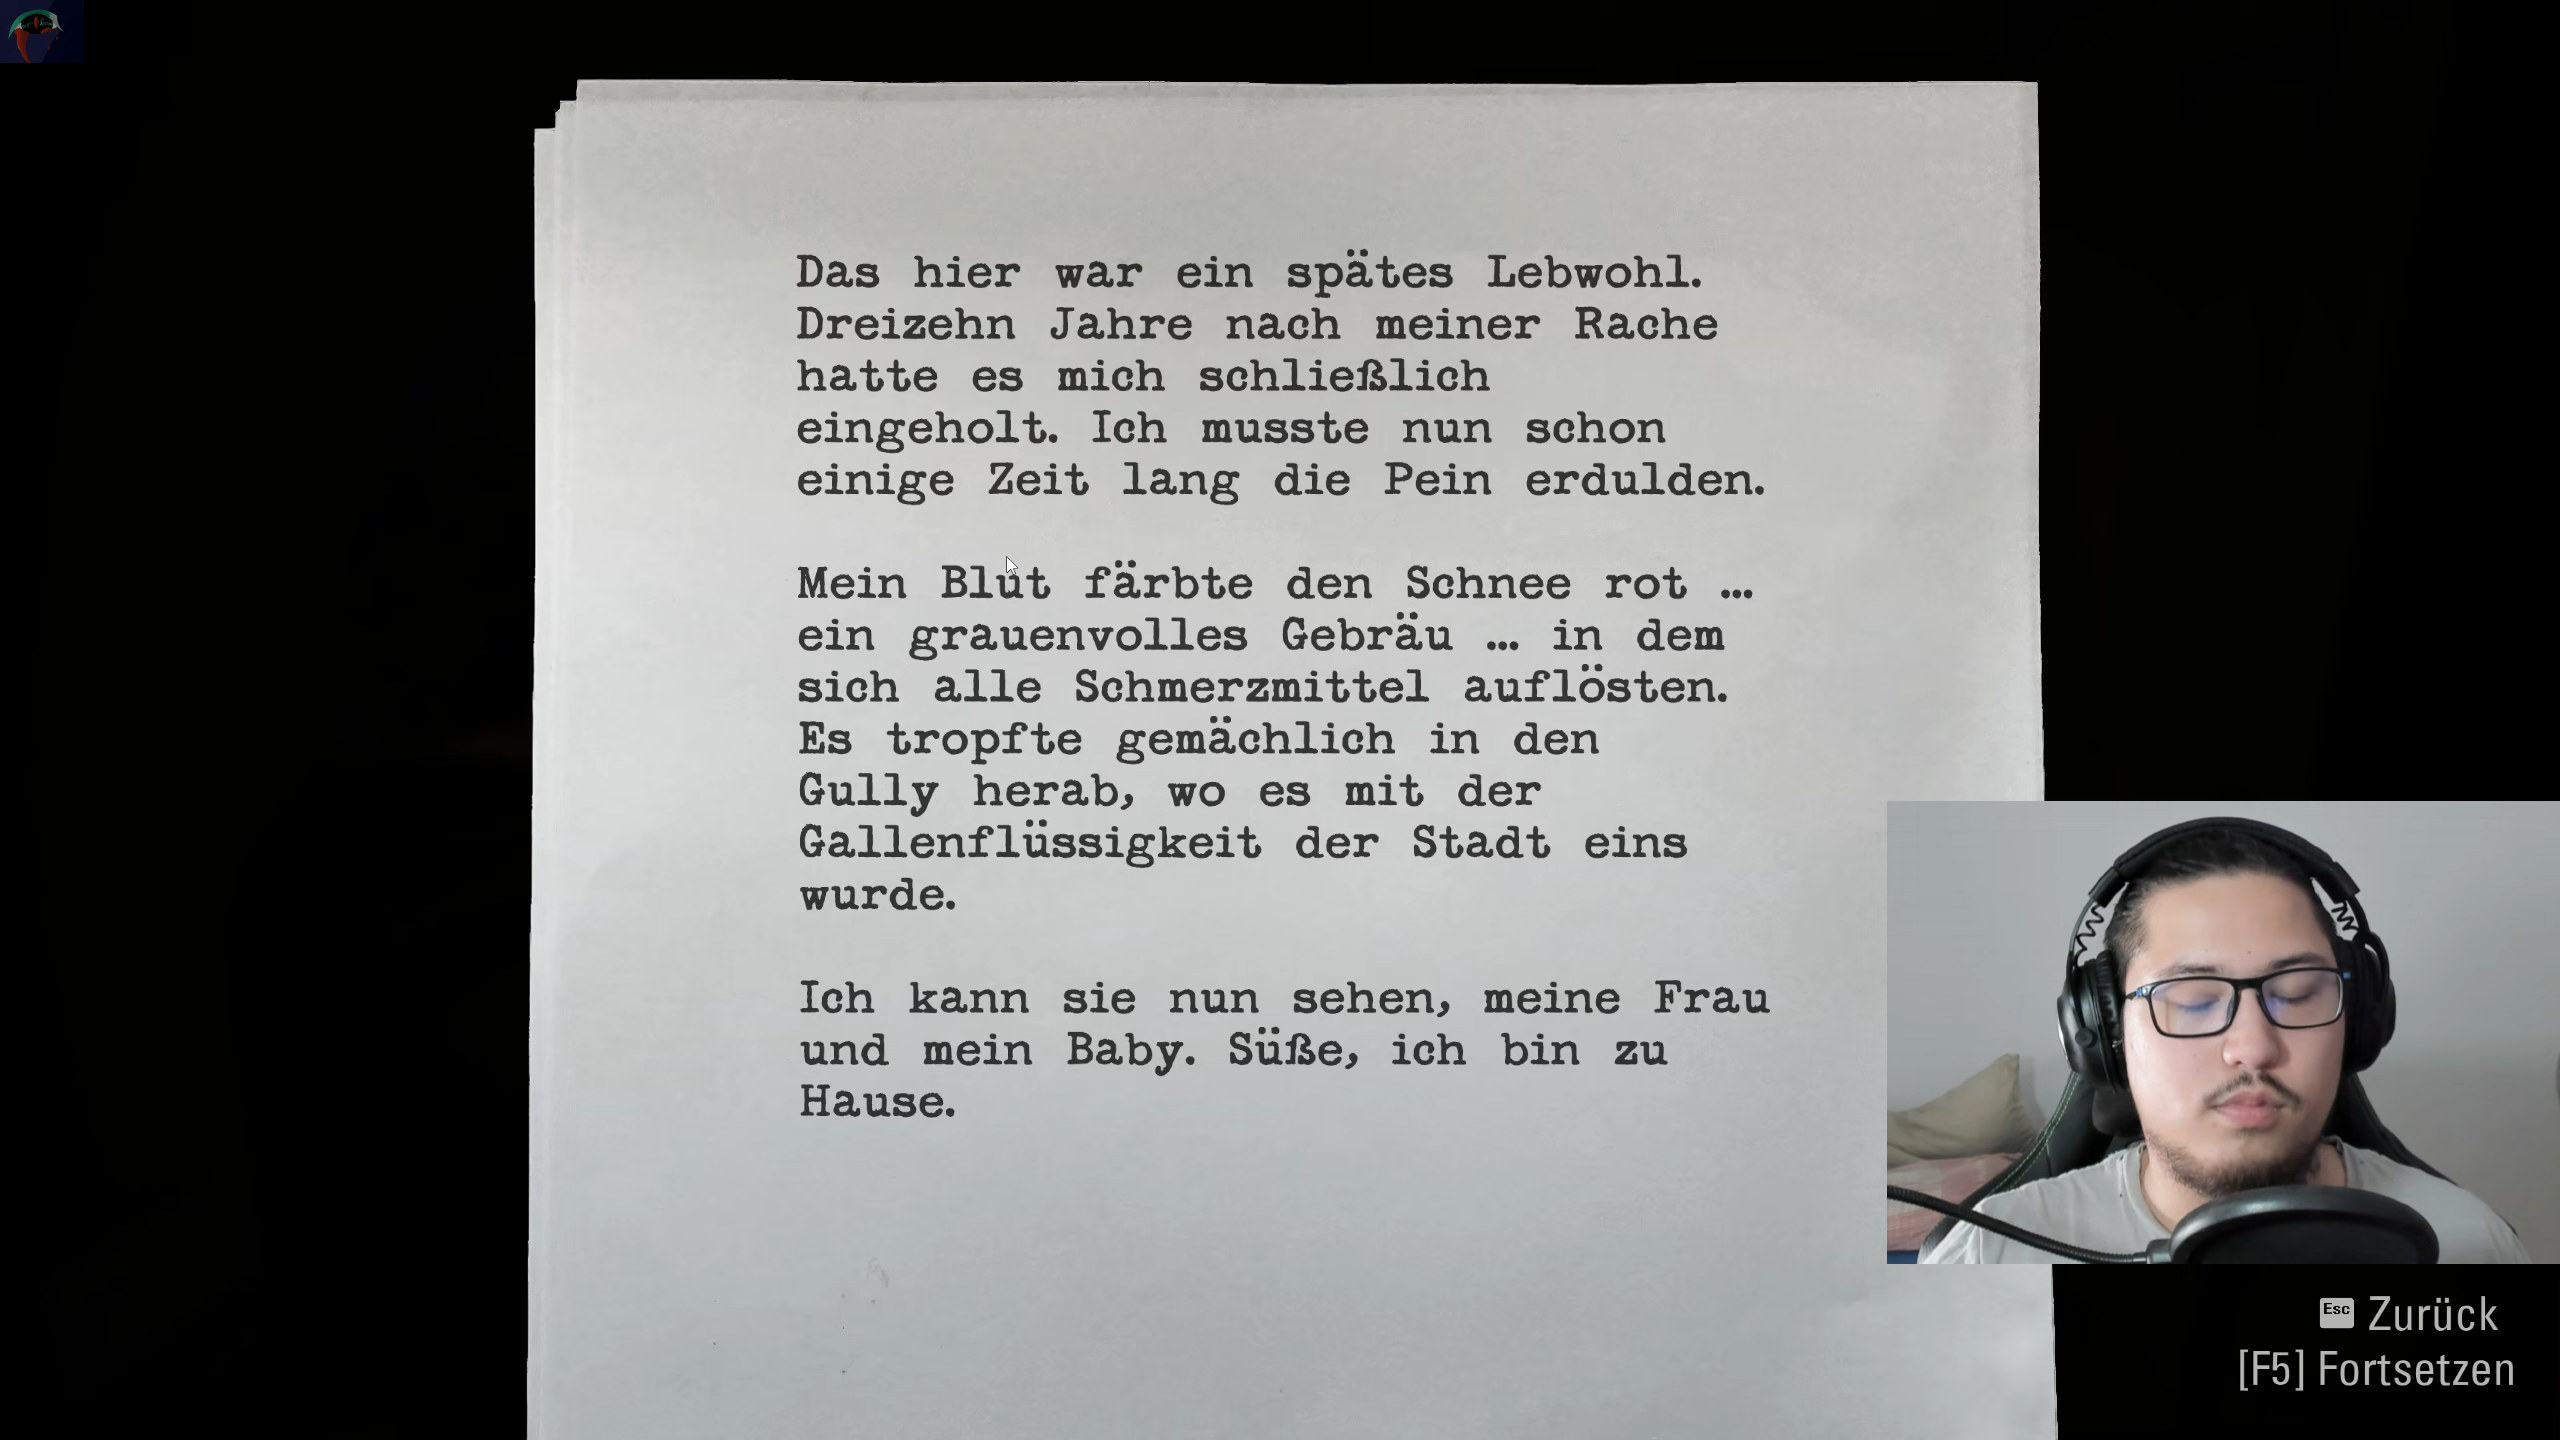 Das hier war ein spätes Lebwohl.
Dreizehn Jahre nach meiner Rache
hatte es mich schließlich
eingeholt. Ich musste nun schon
einige Zeit lang die Pein erdulden.
Mein Blut färbte den Schnee rot …
ein grauenvolles Gebräu … in dem
sich alle Schmerzmittel auflösten.
Es tropfte gemächlich in den
Gully herab, wo es mit der
Gallenflüssigkeit der Stadt eins
wurde.
Ich kann sie nun sehen, meine Frau
und mein Baby. Süße, ich bin zu
Hause.
Esc Zurück
[F5] Fortsetzen